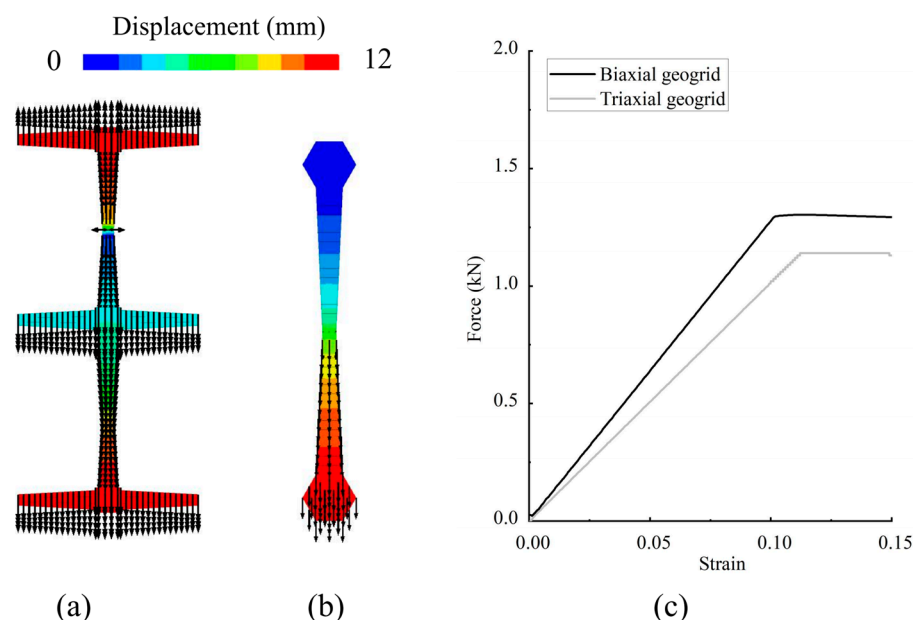 Displacement (mm)
0 12
2.0
Biaxial geogrid
Triaxial geogrid
1.5
1.0
0.5
0.0
Force (kN)
0.00 0.05 0.10 0.15
Strain
(a) (b) (c)